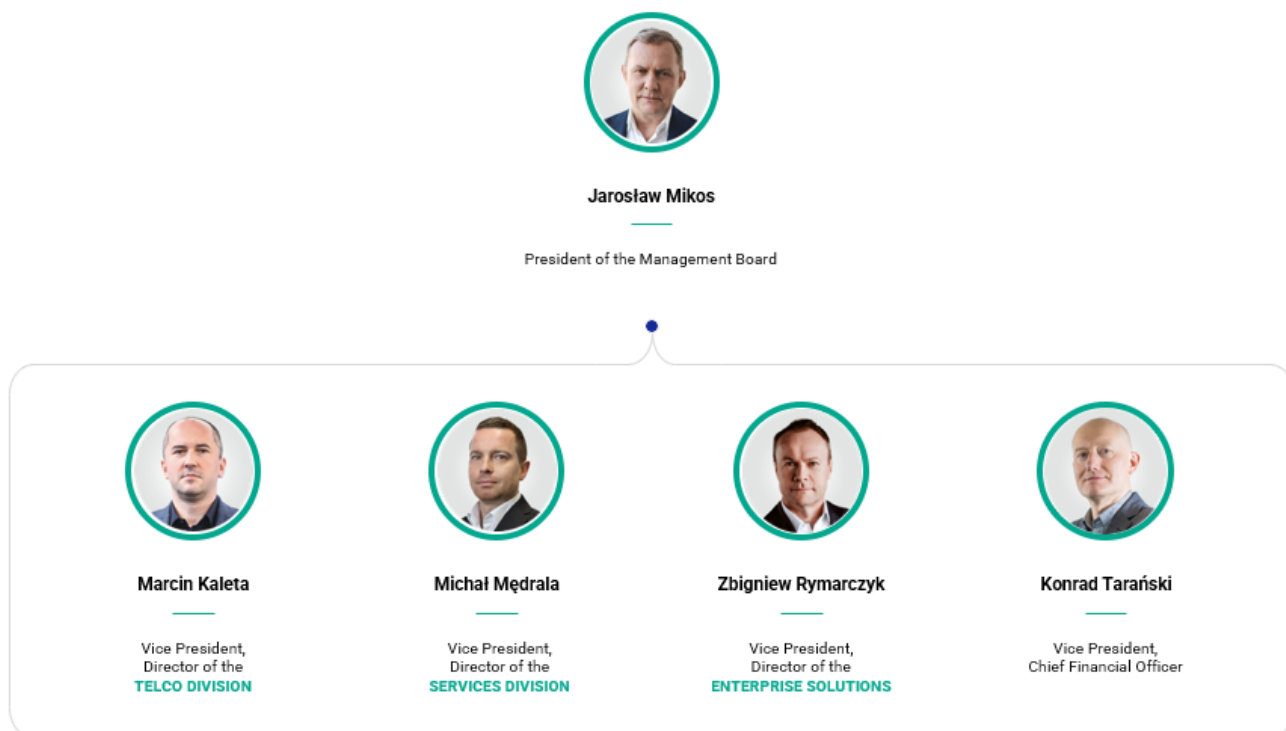 Jarosław Mikos
President of the Management Board
Marcin Kaleta
Vice President,
Director of the
TELCO DIVISION
Michał Mędrala
Vice President,
Director of the
SERVICES DIVISION
Zbigniew Rymarczyk
Vice President,
Director of the
ENTERPRISE SOLUTIONS
Konrad Tarański
Vice President,
Chief Financial Officer